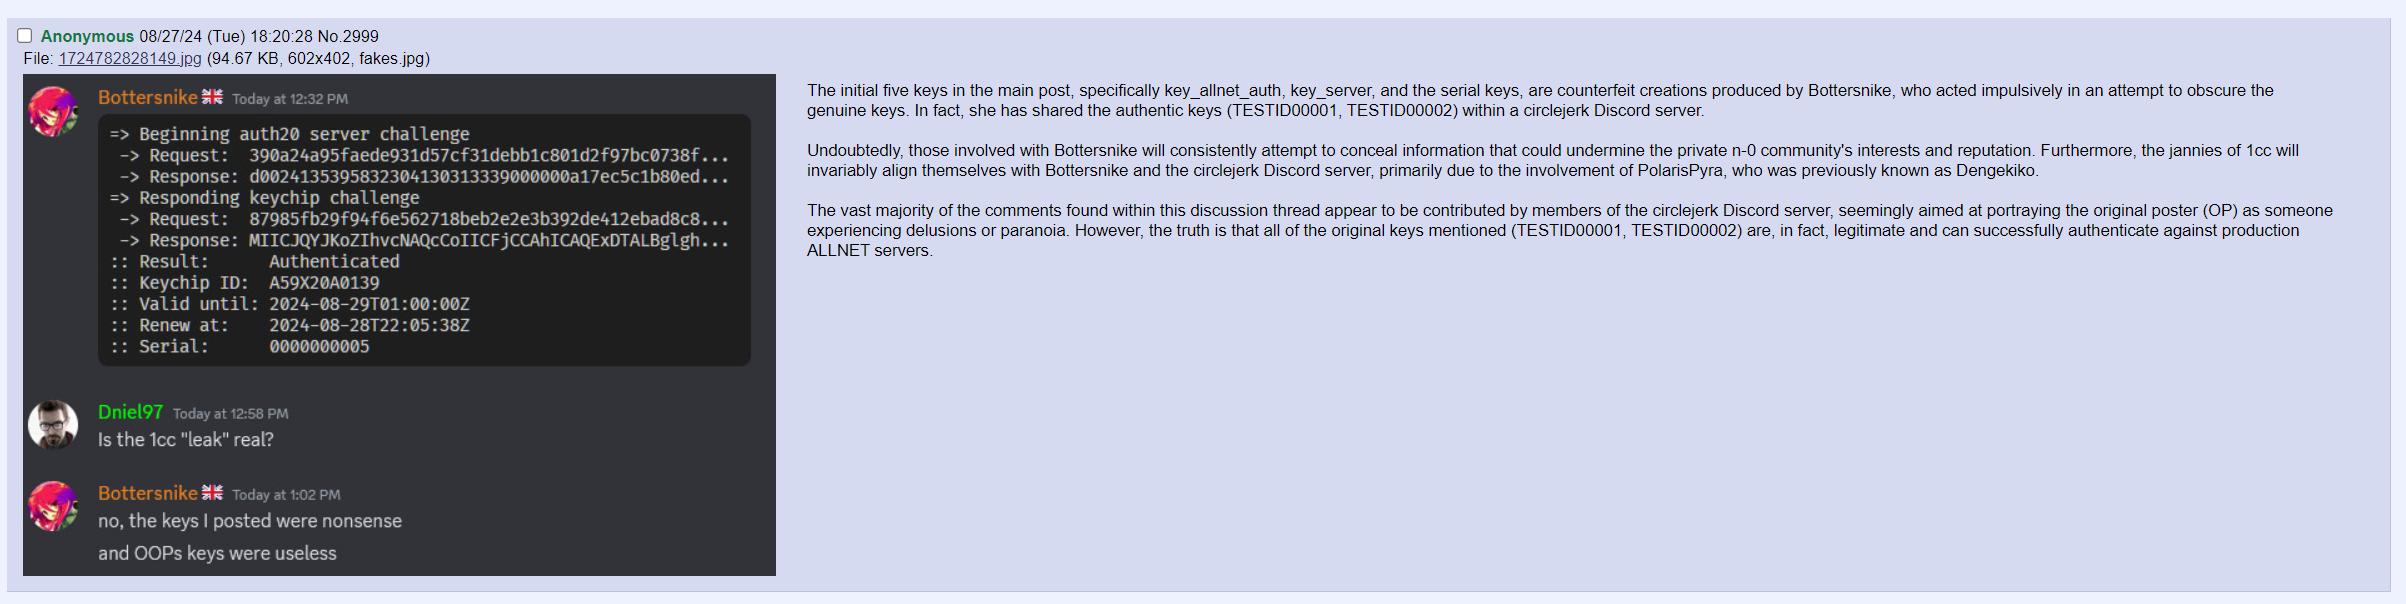 Anonymous 08/27/24 (Tue) 18:20:28 No.2999
File: 1724782828149.jpg (94.67 KB, 602x402, fakes.jpg)
Bottersnike Today at 12:32 PM
=> Beginning auth20 server challenge
-> Request: 390a24a95faede931d57cf31debb1c801d2f97bc0738f...
-> Response: d00241353958323041303133390000000a17ec5c1b80ed...
=> Responding keychip challenge
-> Request: 87985fb29f94f6e562718beb2e2e3b392de412ebad8c8...
-> Response: MIICJQYJKoZIhvcNAQcCoIICFjCCAhICAQExDTALBglgh...
:: Result: Authenticated
:: Keychip ID: A59X20A0139
:: Valid until: 2024-08-29T01:00:00Z
:: Renew at: 2024-08-28T22:05:38Z
:: Serial: 0000000005
Dniel97 Today at 12:58 PM
Is the 1cc "leak" real?
Bottersnike Today at 1:02 PM
no, the keys I posted were nonsense
and OOPs keys were useless
The initial five keys in the main post, specifically key_allnet_auth, key_server, and the serial keys, are counterfeit creations produced by Bottersnike, who acted impulsively in an attempt to obscure the
genuine keys. In fact, she has shared the authentic keys (TESTID00001, TESTID00002) within a circlejerk Discord server.
Undoubtedly, those involved with Bottersnike will consistently attempt to conceal information that could undermine the private n-0 community's interests and reputation. Furthermore, the jannies of 1cc will
invariably align themselves with Bottersnike and the circlejerk Discord server, primarily due to the involvement of PolarisPyra, who was previously known as Dengekiko.
The vast majority of the comments found within this discussion thread appear to be contributed by members of the circlejerk Discord server, seemingly aimed at portraying the original poster (OP) as someone
experiencing delusions or paranoia. However, the truth is that all of the original keys mentioned (TESTID00001, TESTID00002) are, in fact, legitimate and can successfully authenticate against production
ALLNET servers.